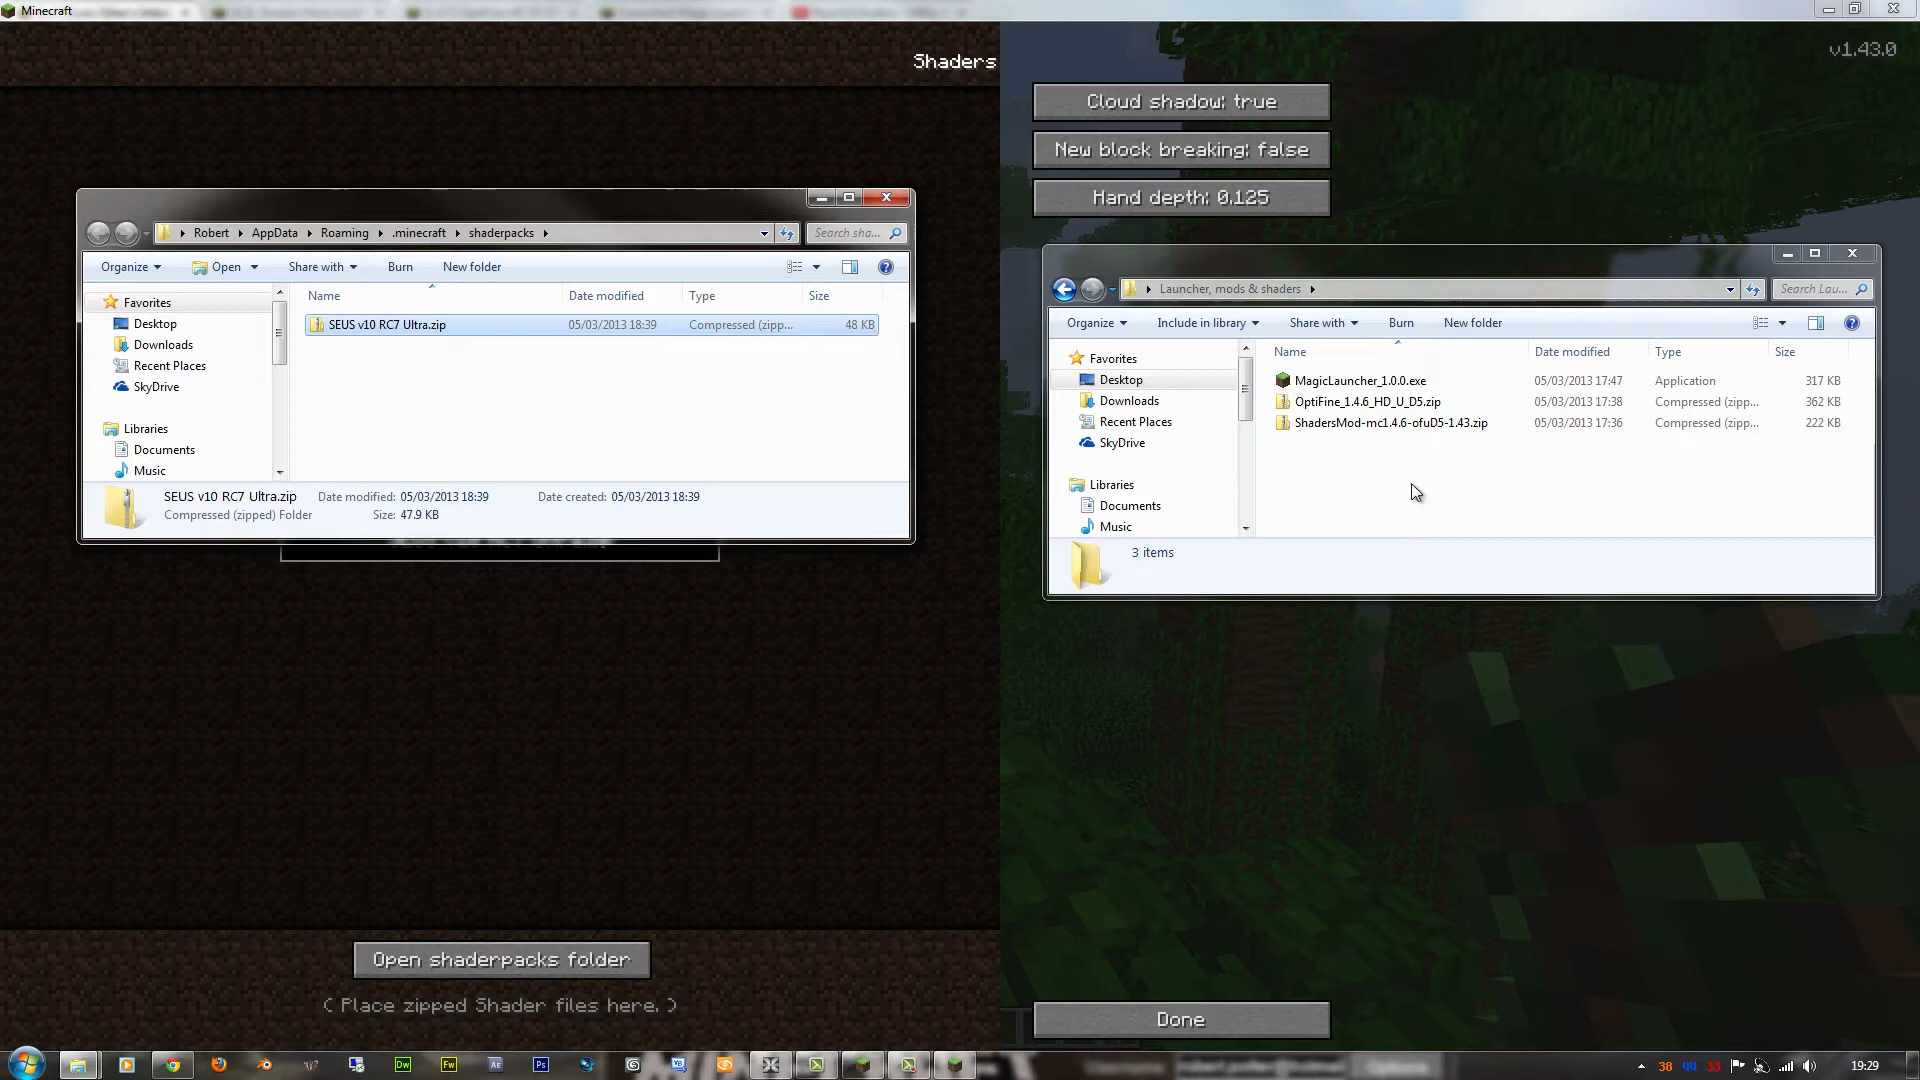 Minecraft
Shaders
v1.43.0
Cloud shadow: true
New block breaking: false
Hand depth: 0.125
Robert
AppData
Roaming
.minecraft
shaderpacks
Search sha...
Organize
Open
Share with
Burn
New folder
Name
Date modified
Type
Size
Favorites
Desktop
Downloads
Recent Places
SkyDrive
Libraries
Documents
Music
SEUS v10 RC7 Ultra.zip 05/03/2013 18:39 Compressed (zipp... 48 KB
SEUS v10 RC7 Ultra.zip Date modified: 05/03/2013 18:39 Date created: 05/03/2013 18:39
Compressed (zipped) Folder Size: 47.9 KB
Launcher, mods & shaders
Search Lau...
Organize
Include in library
Share with
Burn
New folder
Name
Date modified
Type
Size
Favorites
Desktop
Downloads
Recent Places
SkyDrive
Libraries
Documents
Music
MagicLauncher_1.0.0.exe 05/03/2013 17:47 Application 317 KB
OptiFine_1.4.6_HD_U_D5.zip 05/03/2013 17:38 Compressed (zipp... 362 KB
ShadersMod-mc1.4.6-ofuD5-1.43.zip 05/03/2013 17:36 Compressed (zipp... 222 KB
3 items
Open shaderpacks folder
( Place zipped Shader files here. )
Done
Dw
Fw
AE
Ps
38
44
33
19:29